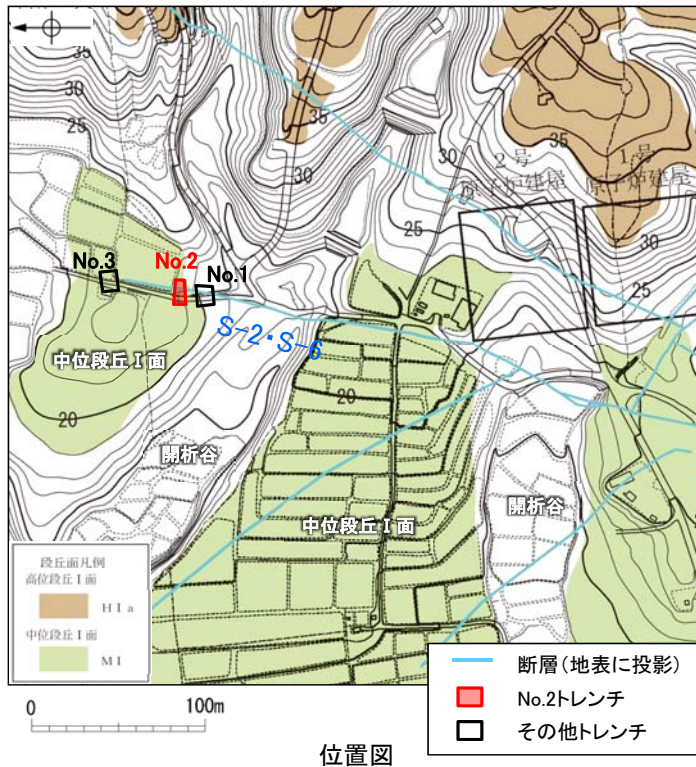 35
30
25
35
30
30
25
35
2号
原子炉建屋
1号
原子炉建屋
30
25
No.3
No.2
No.1
S-2・S-6
中位段丘Ⅰ面
20
20
開析谷
中位段丘Ⅰ面
開析谷
段丘面凡例
高位段丘Ⅰ面
HⅠa
中位段丘Ⅰ面
MⅠ
断層(地表に投影)
No.2トレンチ
その他トレンチ
0 100m
位置図